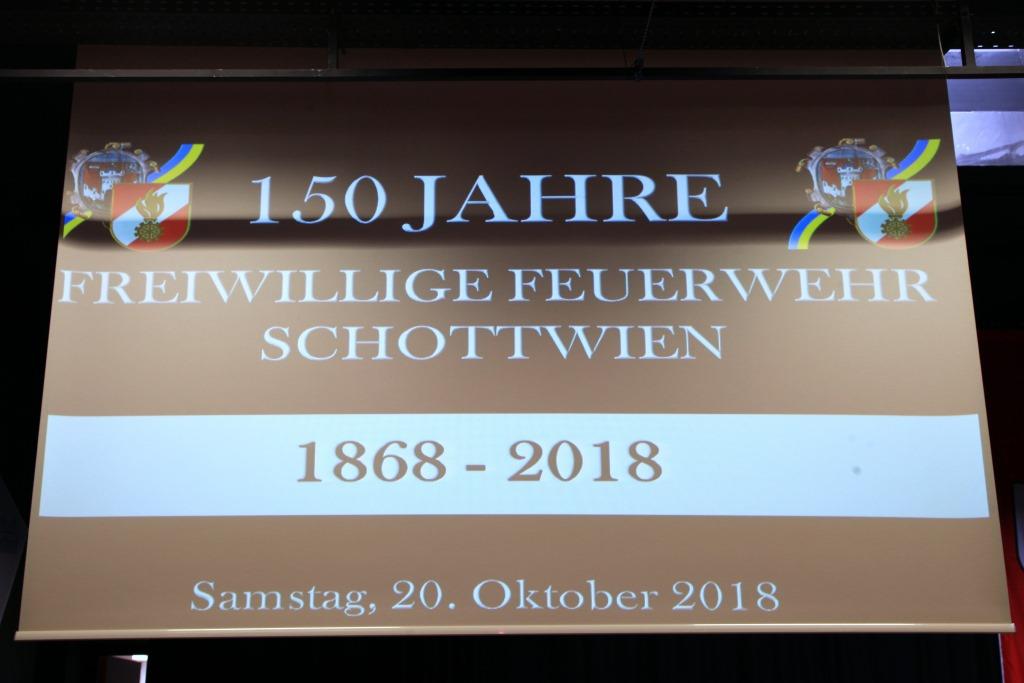 150 JAHRE
FREIWILLIGE FEUERWEHR
SCHOTTWIEN
1868 - 2018
Samstag, 20. Oktober 2018